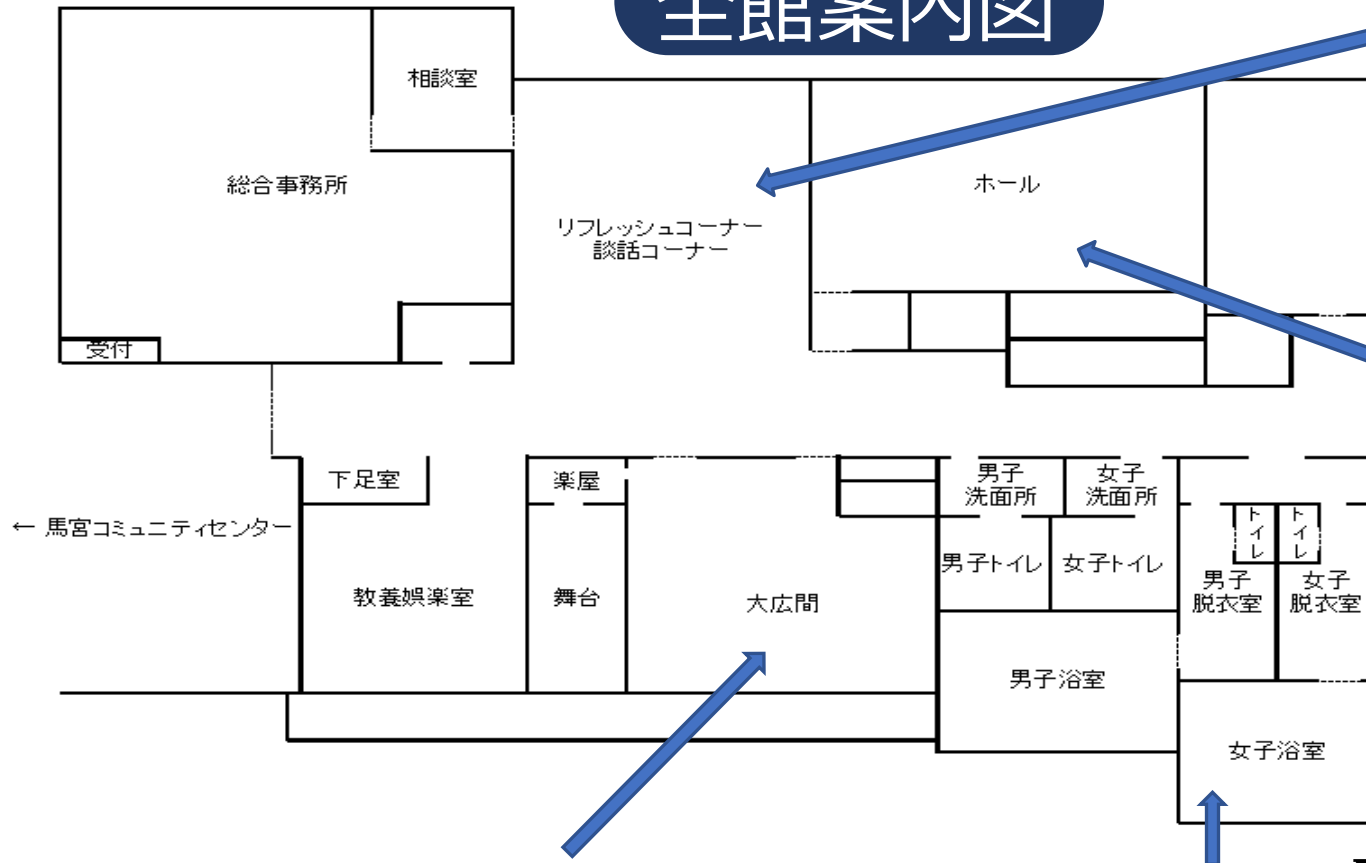 全館案内図
相談室
総合事務所
ホール
リフレッシュコーナー
談話コーナー
受付
下足室
楽屋
男子
洗面所
女子
洗面所
← 馬宮コミュニティセンター
教養娯楽室
舞台
大広間
男子トイレ
女子トイレ
トイレ
トイレ
男子
脱衣室
女子
脱衣室
男子浴室
女子浴室